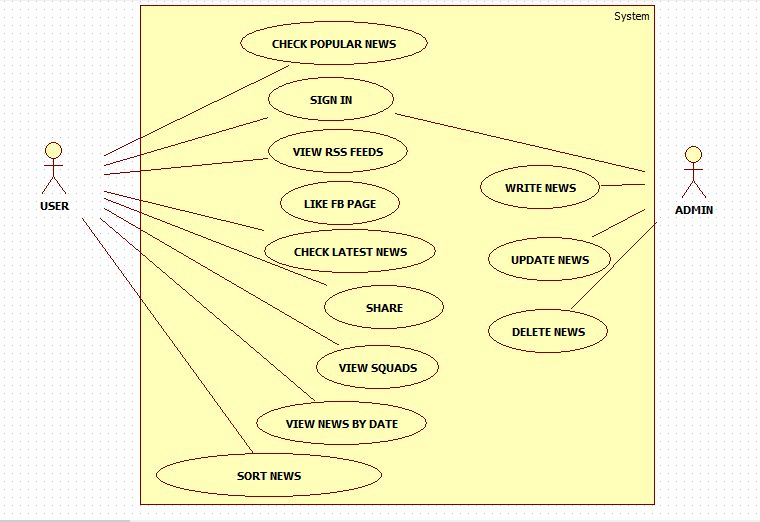 System
CHECK POPULAR NEWS
SIGN IN
VIEW RSS FEEDS
WRITE NEWS
LIKE FB PAGE
USER
ADMIN
CHECK LATEST NEWS
UPDATE NEWS
SHARE
DELETE NEWS
VIEW SQUADS
VIEW NEWS BY DATE
SORT NEWS